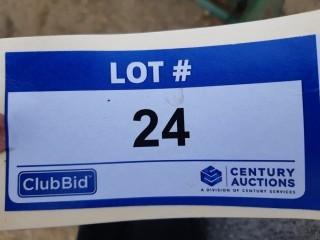 LOT #
24
ClubBid
CENTURY
AUCTIONS
A DIVISION OF CENTURY SERVICES